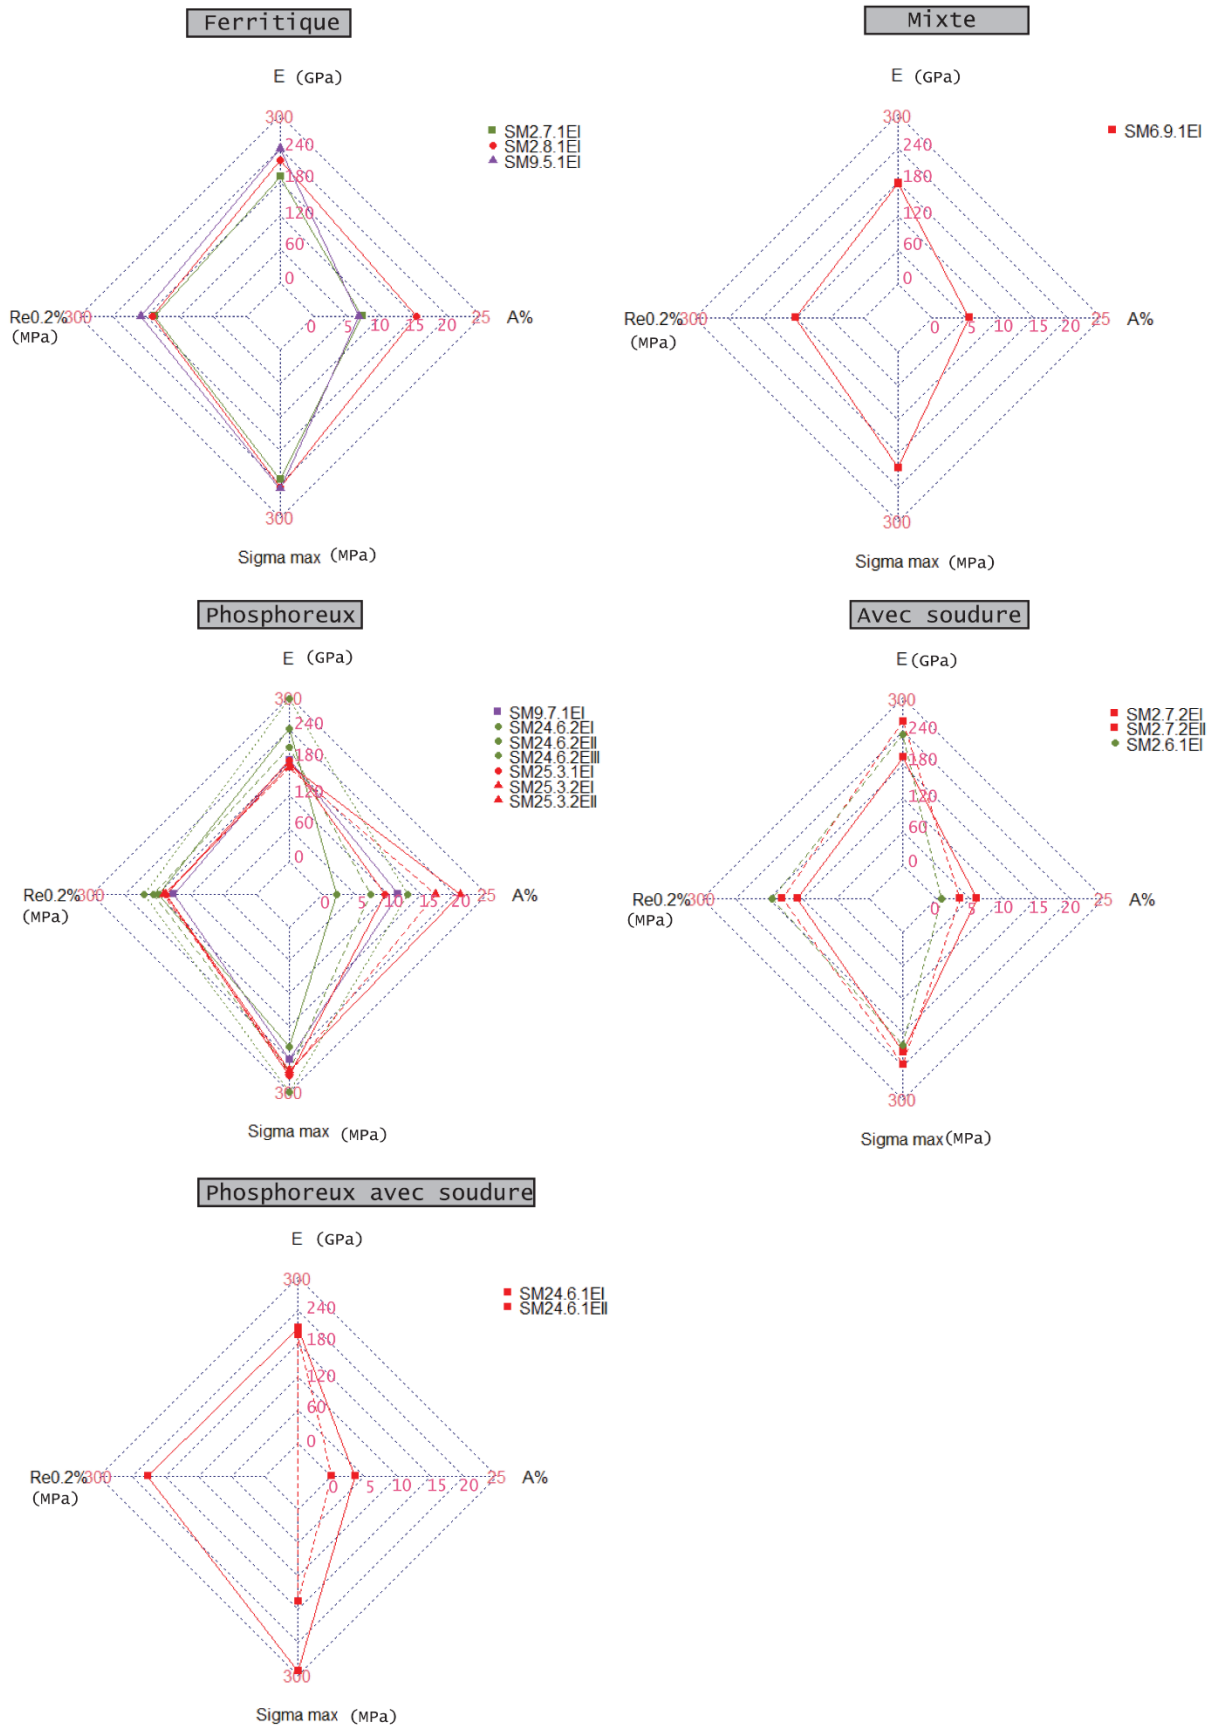 Ferritique
E (GPa)
300
240
180
120
60
0
Re0.2%
300
(MPa)
0 5 10 15 20 25
A%
300
Sigma max (MPa)
SM2.7.1EI
SM2.8.1EI
SM9.5.1EI
Mixte
E (GPa)
300
240
180
120
60
0
Re0.2%
300
(MPa)
0 5 10 15 20 25
A%
300
Sigma max (MPa)
SM6.9.1EI
Phosphoreux
E (GPa)
300
240
180
120
60
0
Re0.2%
300
(MPa)
0 5 10 15 20 25
A%
300
Sigma max (MPa)
SM9.7.1EI
SM24.6.2EI
SM24.6.2EII
SM24.6.2EIII
SM25.3.1EI
SM25.3.2EI
SM25.3.2EII
Avec soudure
E (GPa)
300
240
180
120
60
0
Re0.2%
300
(MPa)
0 5 10 15 20 25
A%
300
Sigma max (MPa)
SM2.7.2EI
SM2.7.2EII
SM2.6.1EI
Phosphoreux avec soudure
E (GPa)
300
240
180
120
60
0
Re0.2%
300
(MPa)
0 5 10 15 20 25
A%
300
Sigma max (MPa)
SM24.6.1EI
SM24.6.1EII